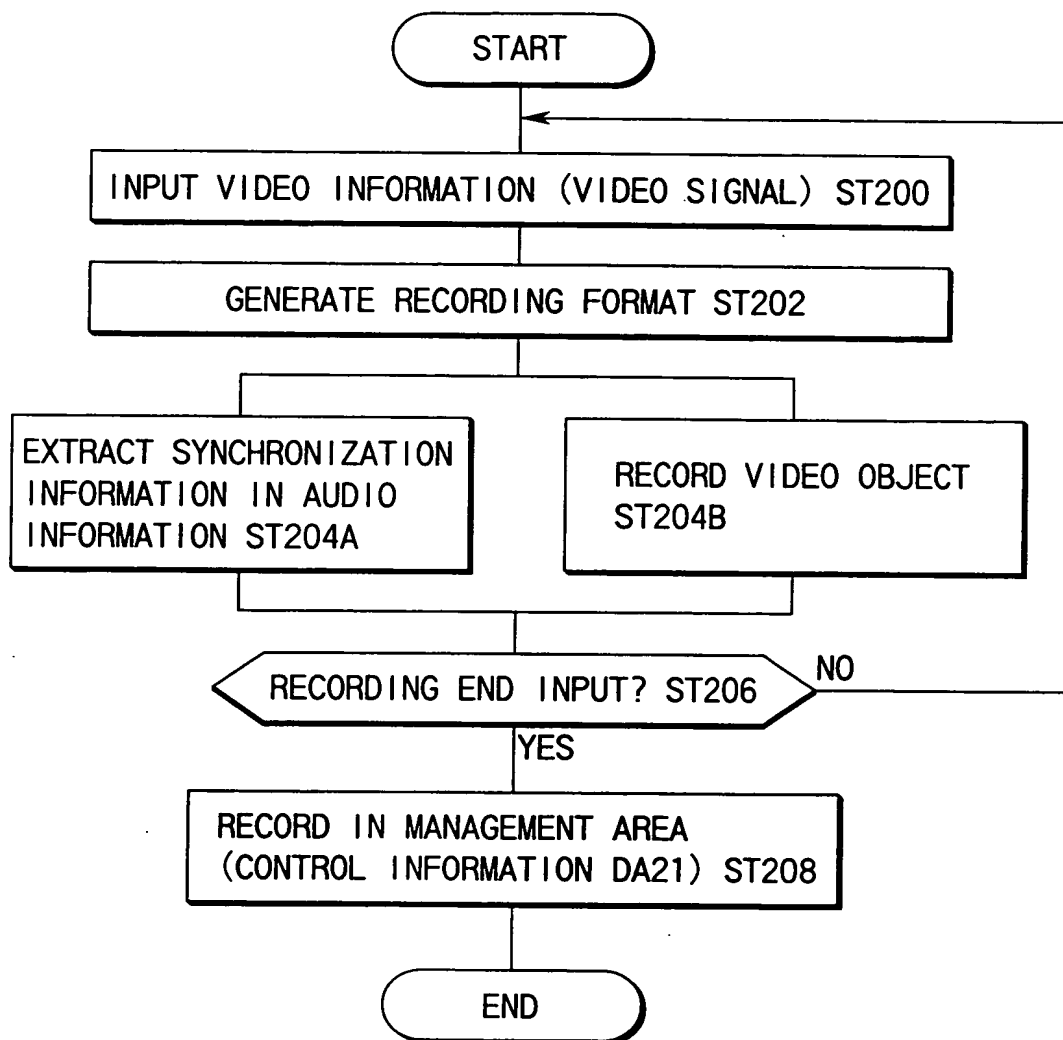 START
INPUT VIDEO INFORMATION (VIDEO SIGNAL) ST200
GENERATE RECORDING FORMAT ST202
EXTRACT SYNCHRONIZATION
INFORMATION IN AUDIO
INFORMATION ST204A
RECORD VIDEO OBJECT
ST204B
RECORDING END INPUT? ST206
NO
YES
RECORD IN MANAGEMENT AREA
(CONTROL INFORMATION DA21) ST208
END